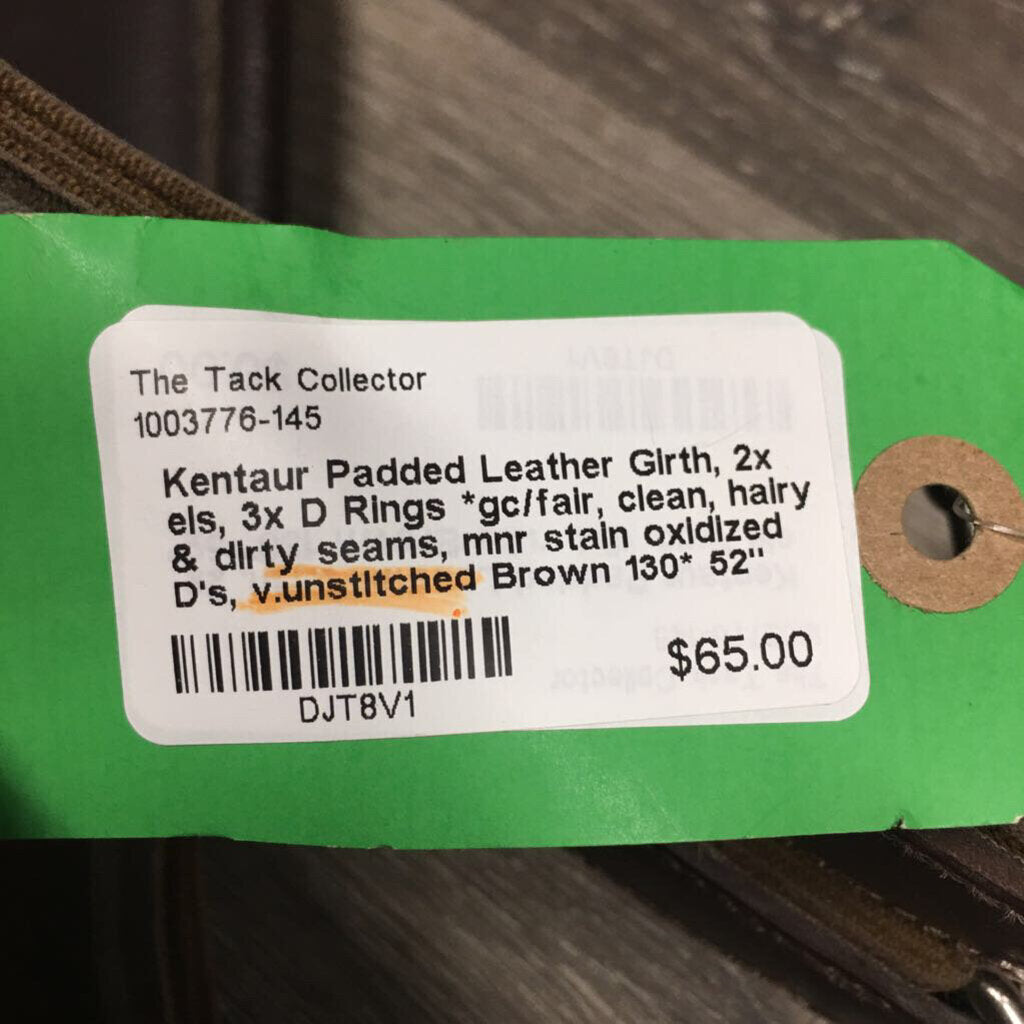 The Tack Collector
1003776-145
Kentaur Padded Leather Girth, 2x
els, 3x D Rings *gc/fair, clean, hairy
& dirty seams, mnr stain oxidized
D's, v.unstitched Brown 130* 52"
$65.00
DJT8V1